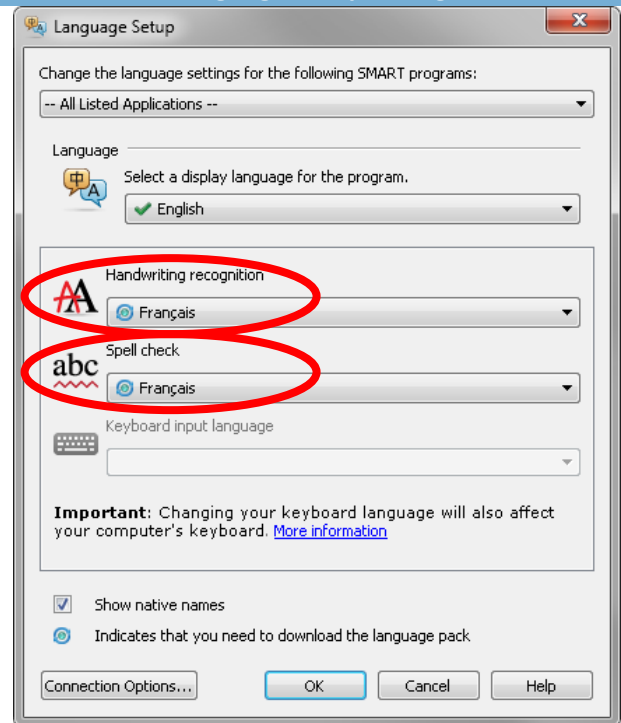 Language Setup
Change the language settings for the following SMART programs:
-- All Listed Applications --
Language
Select a display language for the program.
English
Handwriting recognition
Français
Spell check
abc
Français
Keyboard input language
Important: Changing your keyboard language will also affect
your computer's keyboard. More information
Show native names
Indicates that you need to download the language pack
Connection Options... OK Cancel Help